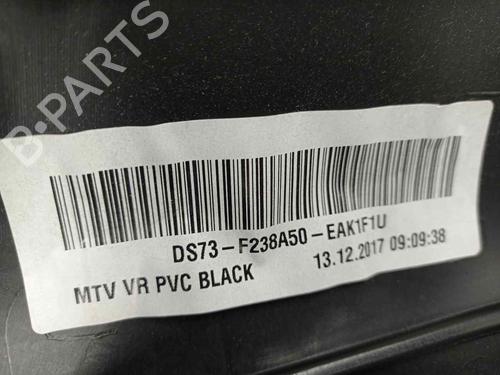 B-PARTS
DS73-F238A50-EAK1F1U
MTV VR PVC BLACK 13.12.2017 09:09:38